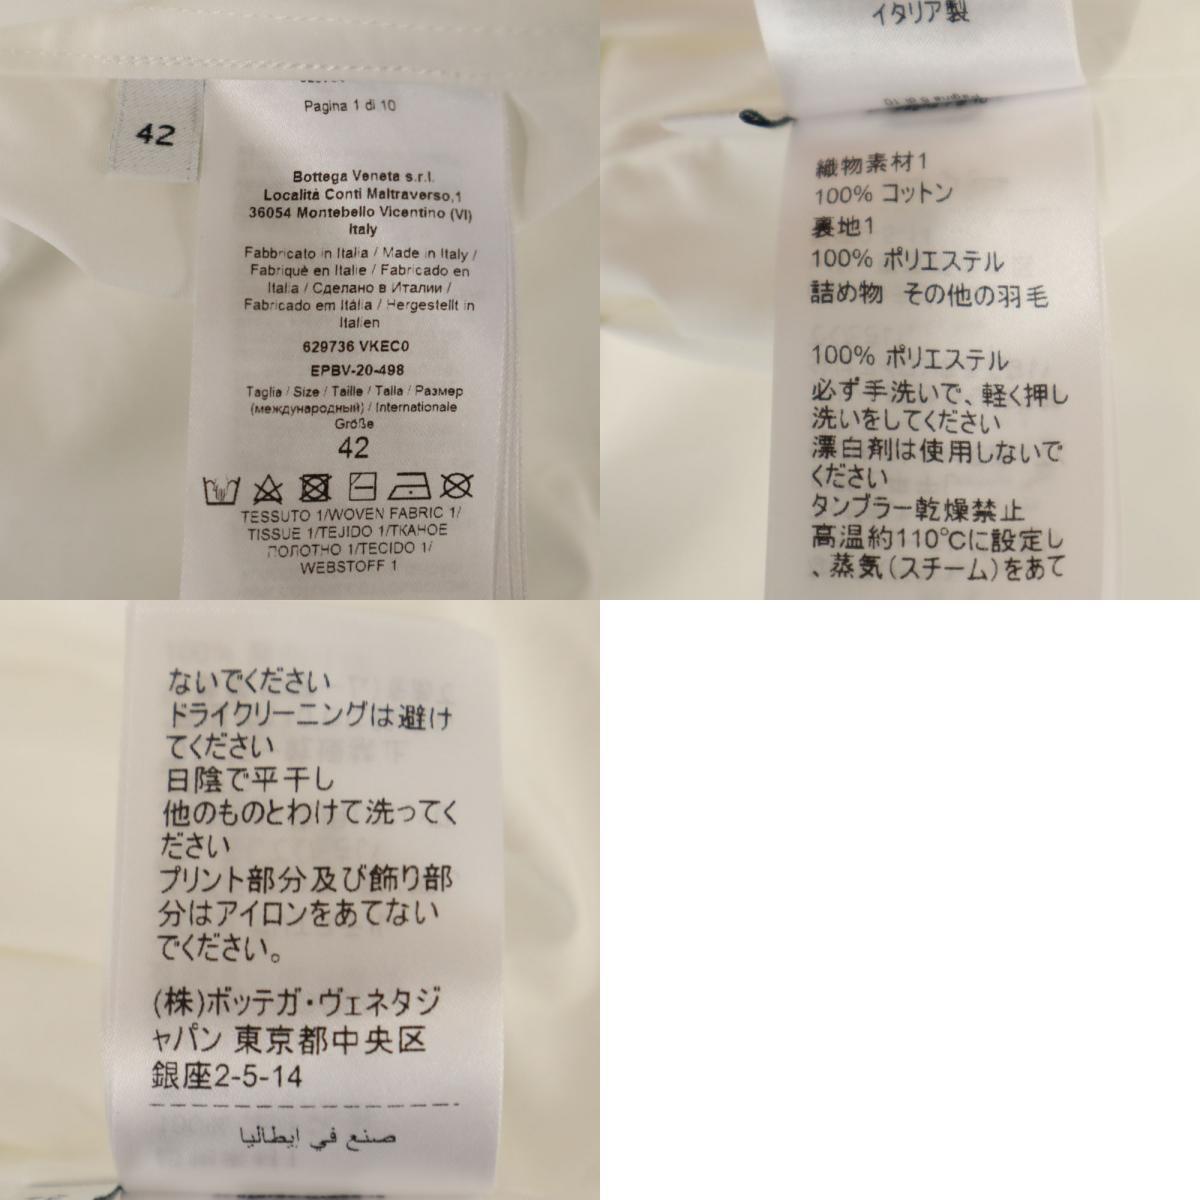 42
Pagina 1 di 10
Bottega Veneta s.r.l.
Località Conti Maltraverso,1
36054 Montebello Vicentino (VI)
Italy
Fabbricato in Italia / Made in Italy /
Fabriqué en Italie / Fabricado en
Italia / Сделано в Италии /
Fabricado em Itália / Hergestellt in
Italien
629736 VKEC0
EPBV-20-498
Taglia / Size / Taille / Talla / Размер
(международный) / Internationale
Größe
42
TESSUTO 1/WOVEN FABRIC 1/
TISSUE 1/TEJIDO 1/ТКАНОЕ
ПОЛОТНО 1/TECIDO 1/
WEBSTOFF 1
イタリア製
織物素材1
100% コットン
裏地1
100% ポリエステル
詰め物 その他の羽毛
100% ポリエステル
必ず手洗いで、軽く押し
洗いをしてください
漂白剤は使用しないで
ください
タンブラー乾燥禁止
高温約110℃に設定し
、蒸気(スチーム)をあて
ないでください
ドライクリーニングは避け
てください
日陰で平干し
他のものとわけて洗ってく
ださい
プリント部分及び飾り部
分はアイロンをあてない
でください。
(株)ボッテガ・ヴェネタジ
ャパン 東京都中央区
銀座2-5-14
صنع في إيطاليا